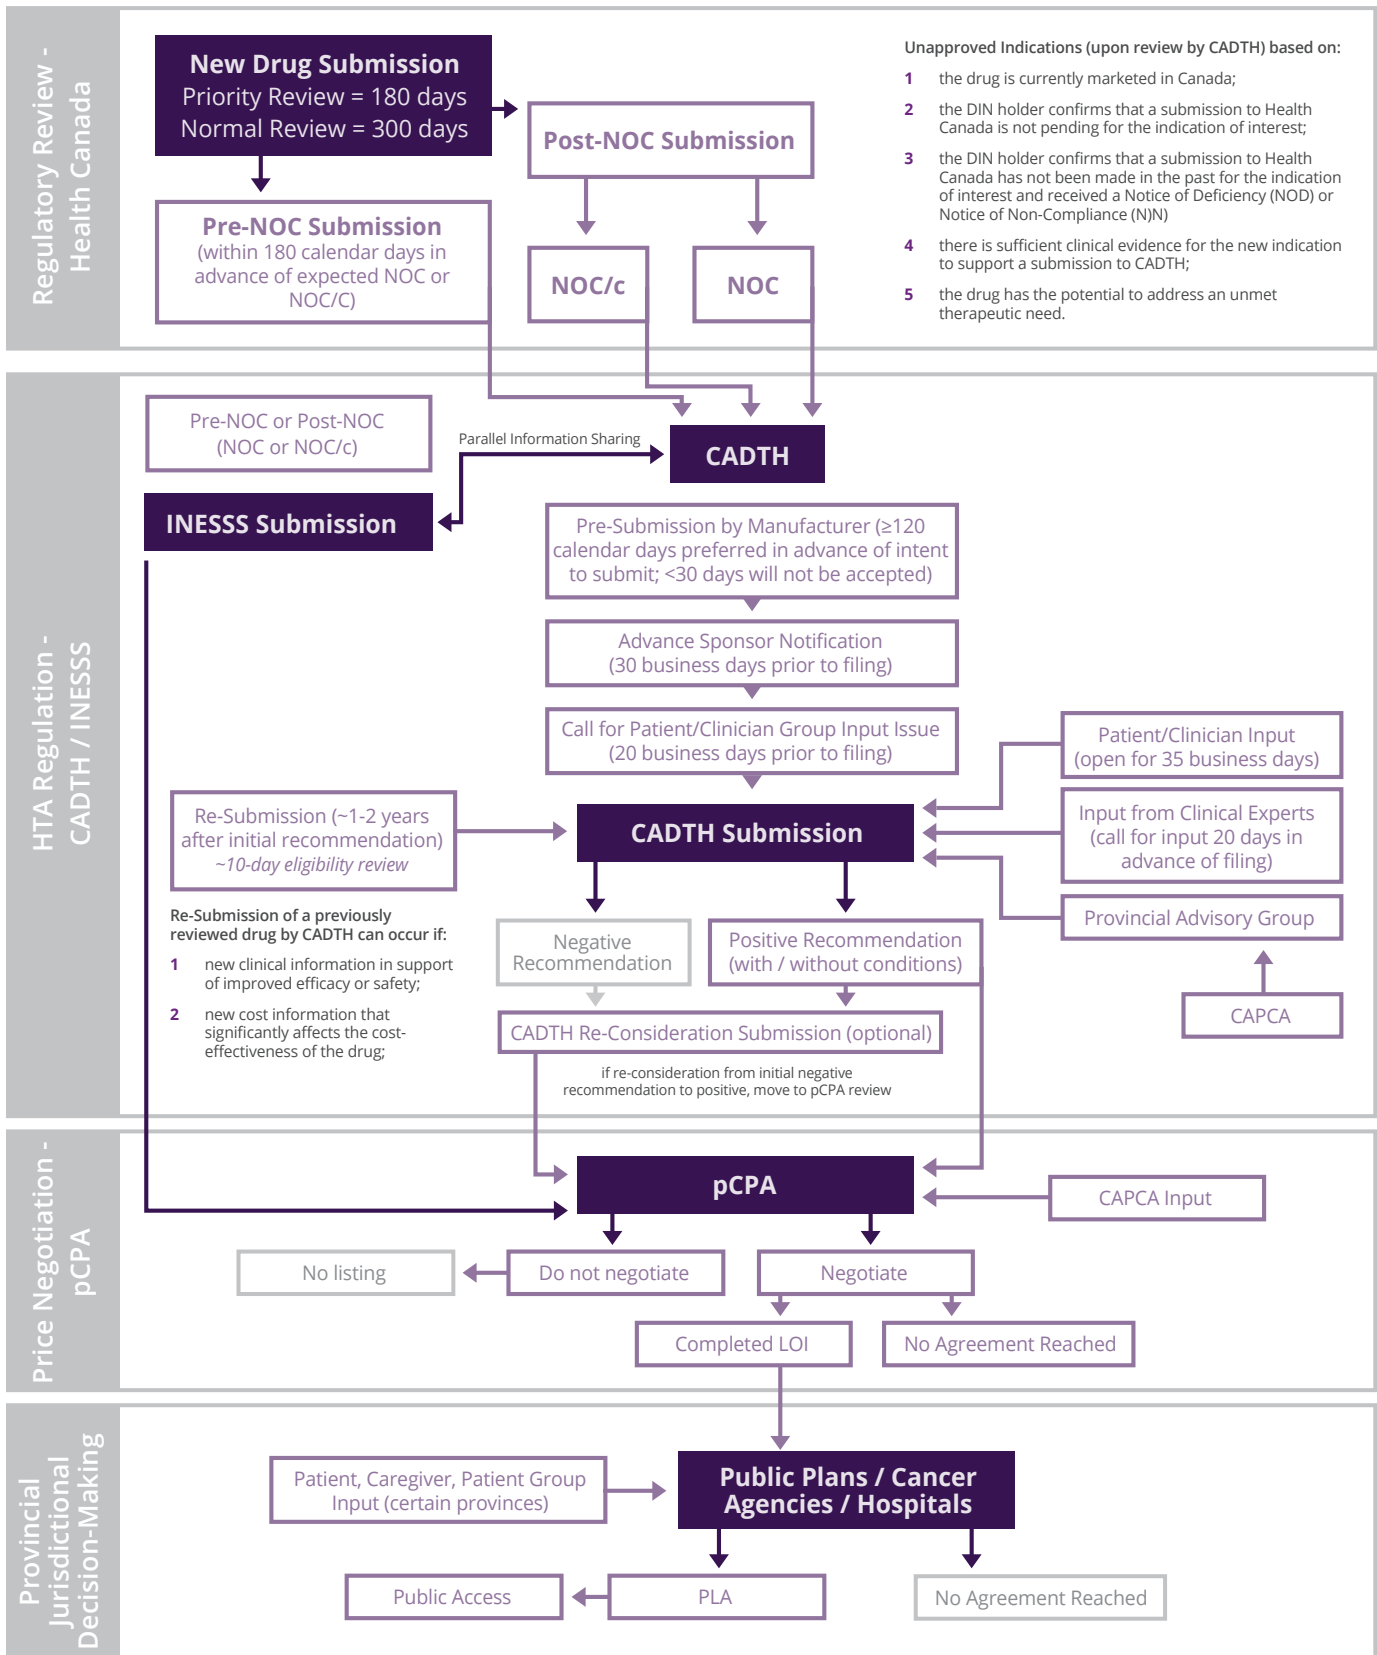 Regulatory Review -
Health Canada
New Drug Submission
Priority Review = 180 days
Normal Review = 300 days
Post-NOC Submission
Pre-NOC Submission
(within 180 calendar days in
advance of expected NOC or
NOC/C)
NOC/c
NOC
Unapproved Indications (upon review by CADTH) based on:
1 the drug is currently marketed in Canada;
2 the DIN holder confirms that a submission to Health
Canada is not pending for the indication of interest;
3 the DIN holder confirms that a submission to Health
Canada has not been made in the past for the indication
of interest and received a Notice of Deficiency (NOD) or
Notice of Non-Compliance (N)N)
4 there is sufficient clinical evidence for the new indication
to support a submission to CADTH;
5 the drug has the potential to address an unmet
therapeutic need.
HTA Regulation -
CADTH / INESSS
Pre-NOC or Post-NOC
(NOC or NOC/c)
Parallel Information Sharing
CADTH
INESSS Submission
Pre-Submission by Manufacturer (≥120
calendar days preferred in advance of intent
to submit; <30 days will not be accepted)
Advance Sponsor Notification
(30 business days prior to filing)
Call for Patient/Clinician Group Input Issue
(20 business days prior to filing)
Patient/Clinician Input
(open for 35 business days)
Input from Clinical Experts
(call for input 20 days in
advance of filing)
Provincial Advisory Group
CAPCA
Re-Submission (~1-2 years
after initial recommendation)
~10-day eligibility review
CADTH Submission
Re-Submission of a previously
reviewed drug by CADTH can occur if:
1 new clinical information in support
of improved efficacy or safety;
2 new cost information that
significantly affects the cost-
effectiveness of the drug;
Negative
Recommendation
Positive Recommendation
(with / without conditions)
CADTH Re-Consideration Submission (optional)
if re-consideration from initial negative
recommendation to positive, move to pCPA review
Price Negotiation -
pCPA
pCPA
CAPCA Input
No listing
Do not negotiate
Negotiate
Completed LOI
No Agreement Reached
Provincial
Jurisdictional
Decision-Making
Patient, Caregiver, Patient Group
Input (certain provinces)
Public Plans / Cancer
Agencies / Hospitals
Public Access
PLA
No Agreement Reached